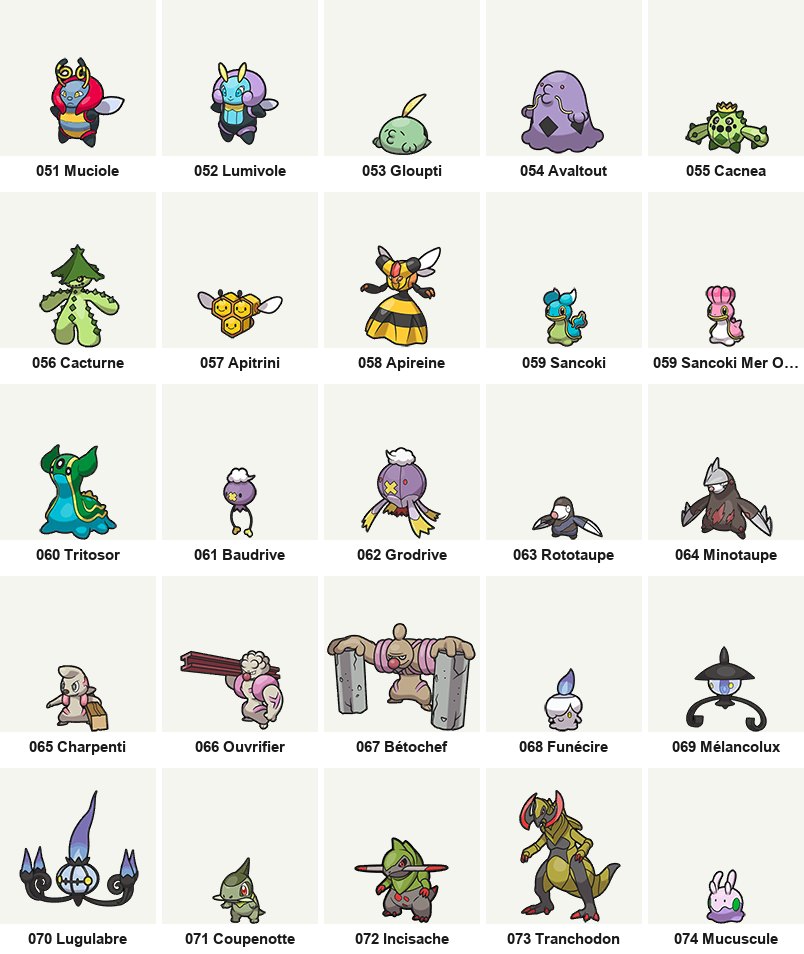 051 Muciole
052 Lumivole
053 Gloupti
054 Avaltout
055 Cacnea
056 Cacturne
057 Apitrini
058 Apireine
059 Sancoki
059 Sancoki Mer O...
060 Tritosor
061 Baudrive
062 Grodrive
063 Rototaupe
064 Minotaupe
065 Charpenti
066 Ouvrifier
067 Bétochef
068 Funécire
069 Mélancolux
070 Lugulabre
071 Coupenotte
072 Incisache
073 Tranchodon
074 Mucuscule